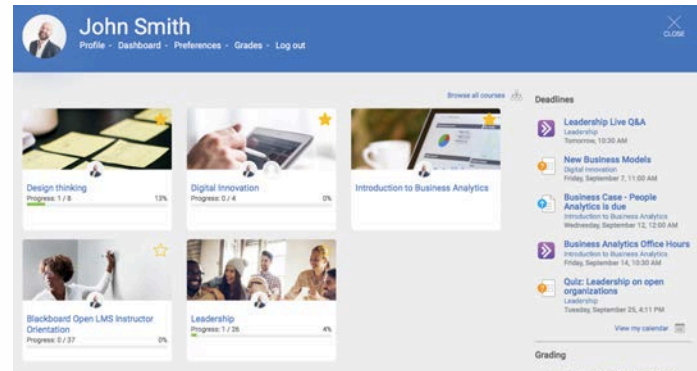 John Smith
Profile - Dashboard - Preferences - Grades - Log out
CLOSE
Browse all courses
Design thinking
Progress: 1 / 8 13%
Digital Innovation
Progress: 0 / 4 0%
Introduction to Business Analytics
Blackboard Open LMS Instructor
Orientation
Progress: 0 / 37 0%
Leadership
Progress: 1 / 26 4%
Deadlines
Leadership Live Q&A
Leadership
Tomorrow, 10:30 AM
New Business Models
Digital Innovation
Friday, September 7, 11:00 AM
Business Case - People
Analytics is due
Introduction to Business Analytics
Wednesday, September 12, 12:00 AM
Business Analytics Office Hours
Introduction to Business Analytics
Friday, September 14, 10:30 AM
Quiz: Leadership on open
organizations
Leadership
Tuesday, September 25, 4:11 PM
View my calendar
Grading